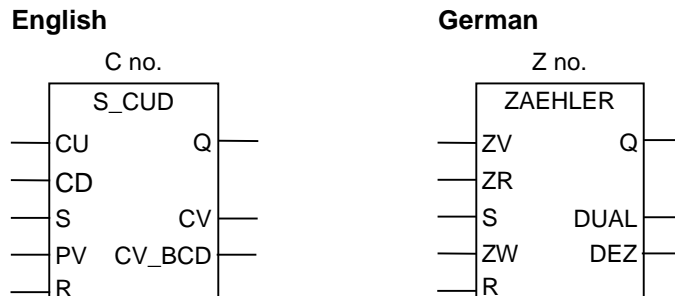 English
German
C no.
Z no.
S_CUD
ZAEHLER
CU Q
ZV Q
CD
ZR
S CV
S DUAL
PV CV_BCD
ZW DEZ
R
R